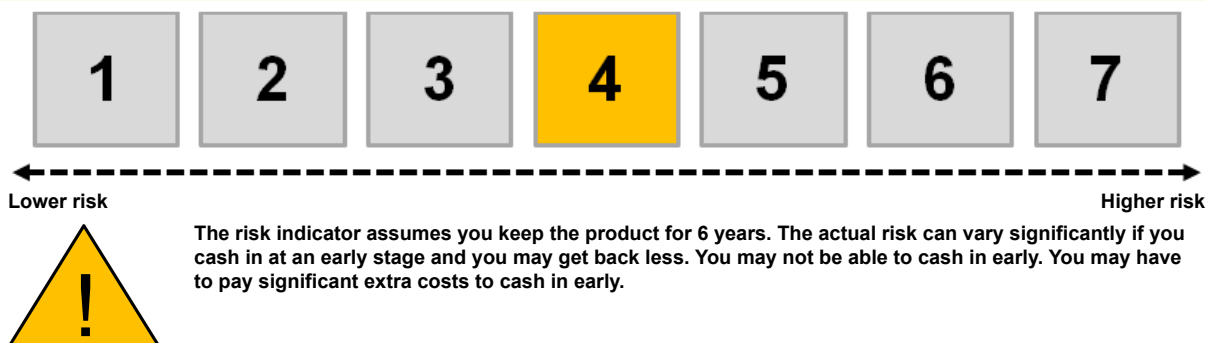 1 2 3 4 5 6 7
Lower risk Higher risk
The risk indicator assumes you keep the product for 6 years. The actual risk can vary significantly if you
cash in at an early stage and you may get back less. You may not be able to cash in early. You may have
to pay significant extra costs to cash in early.
!